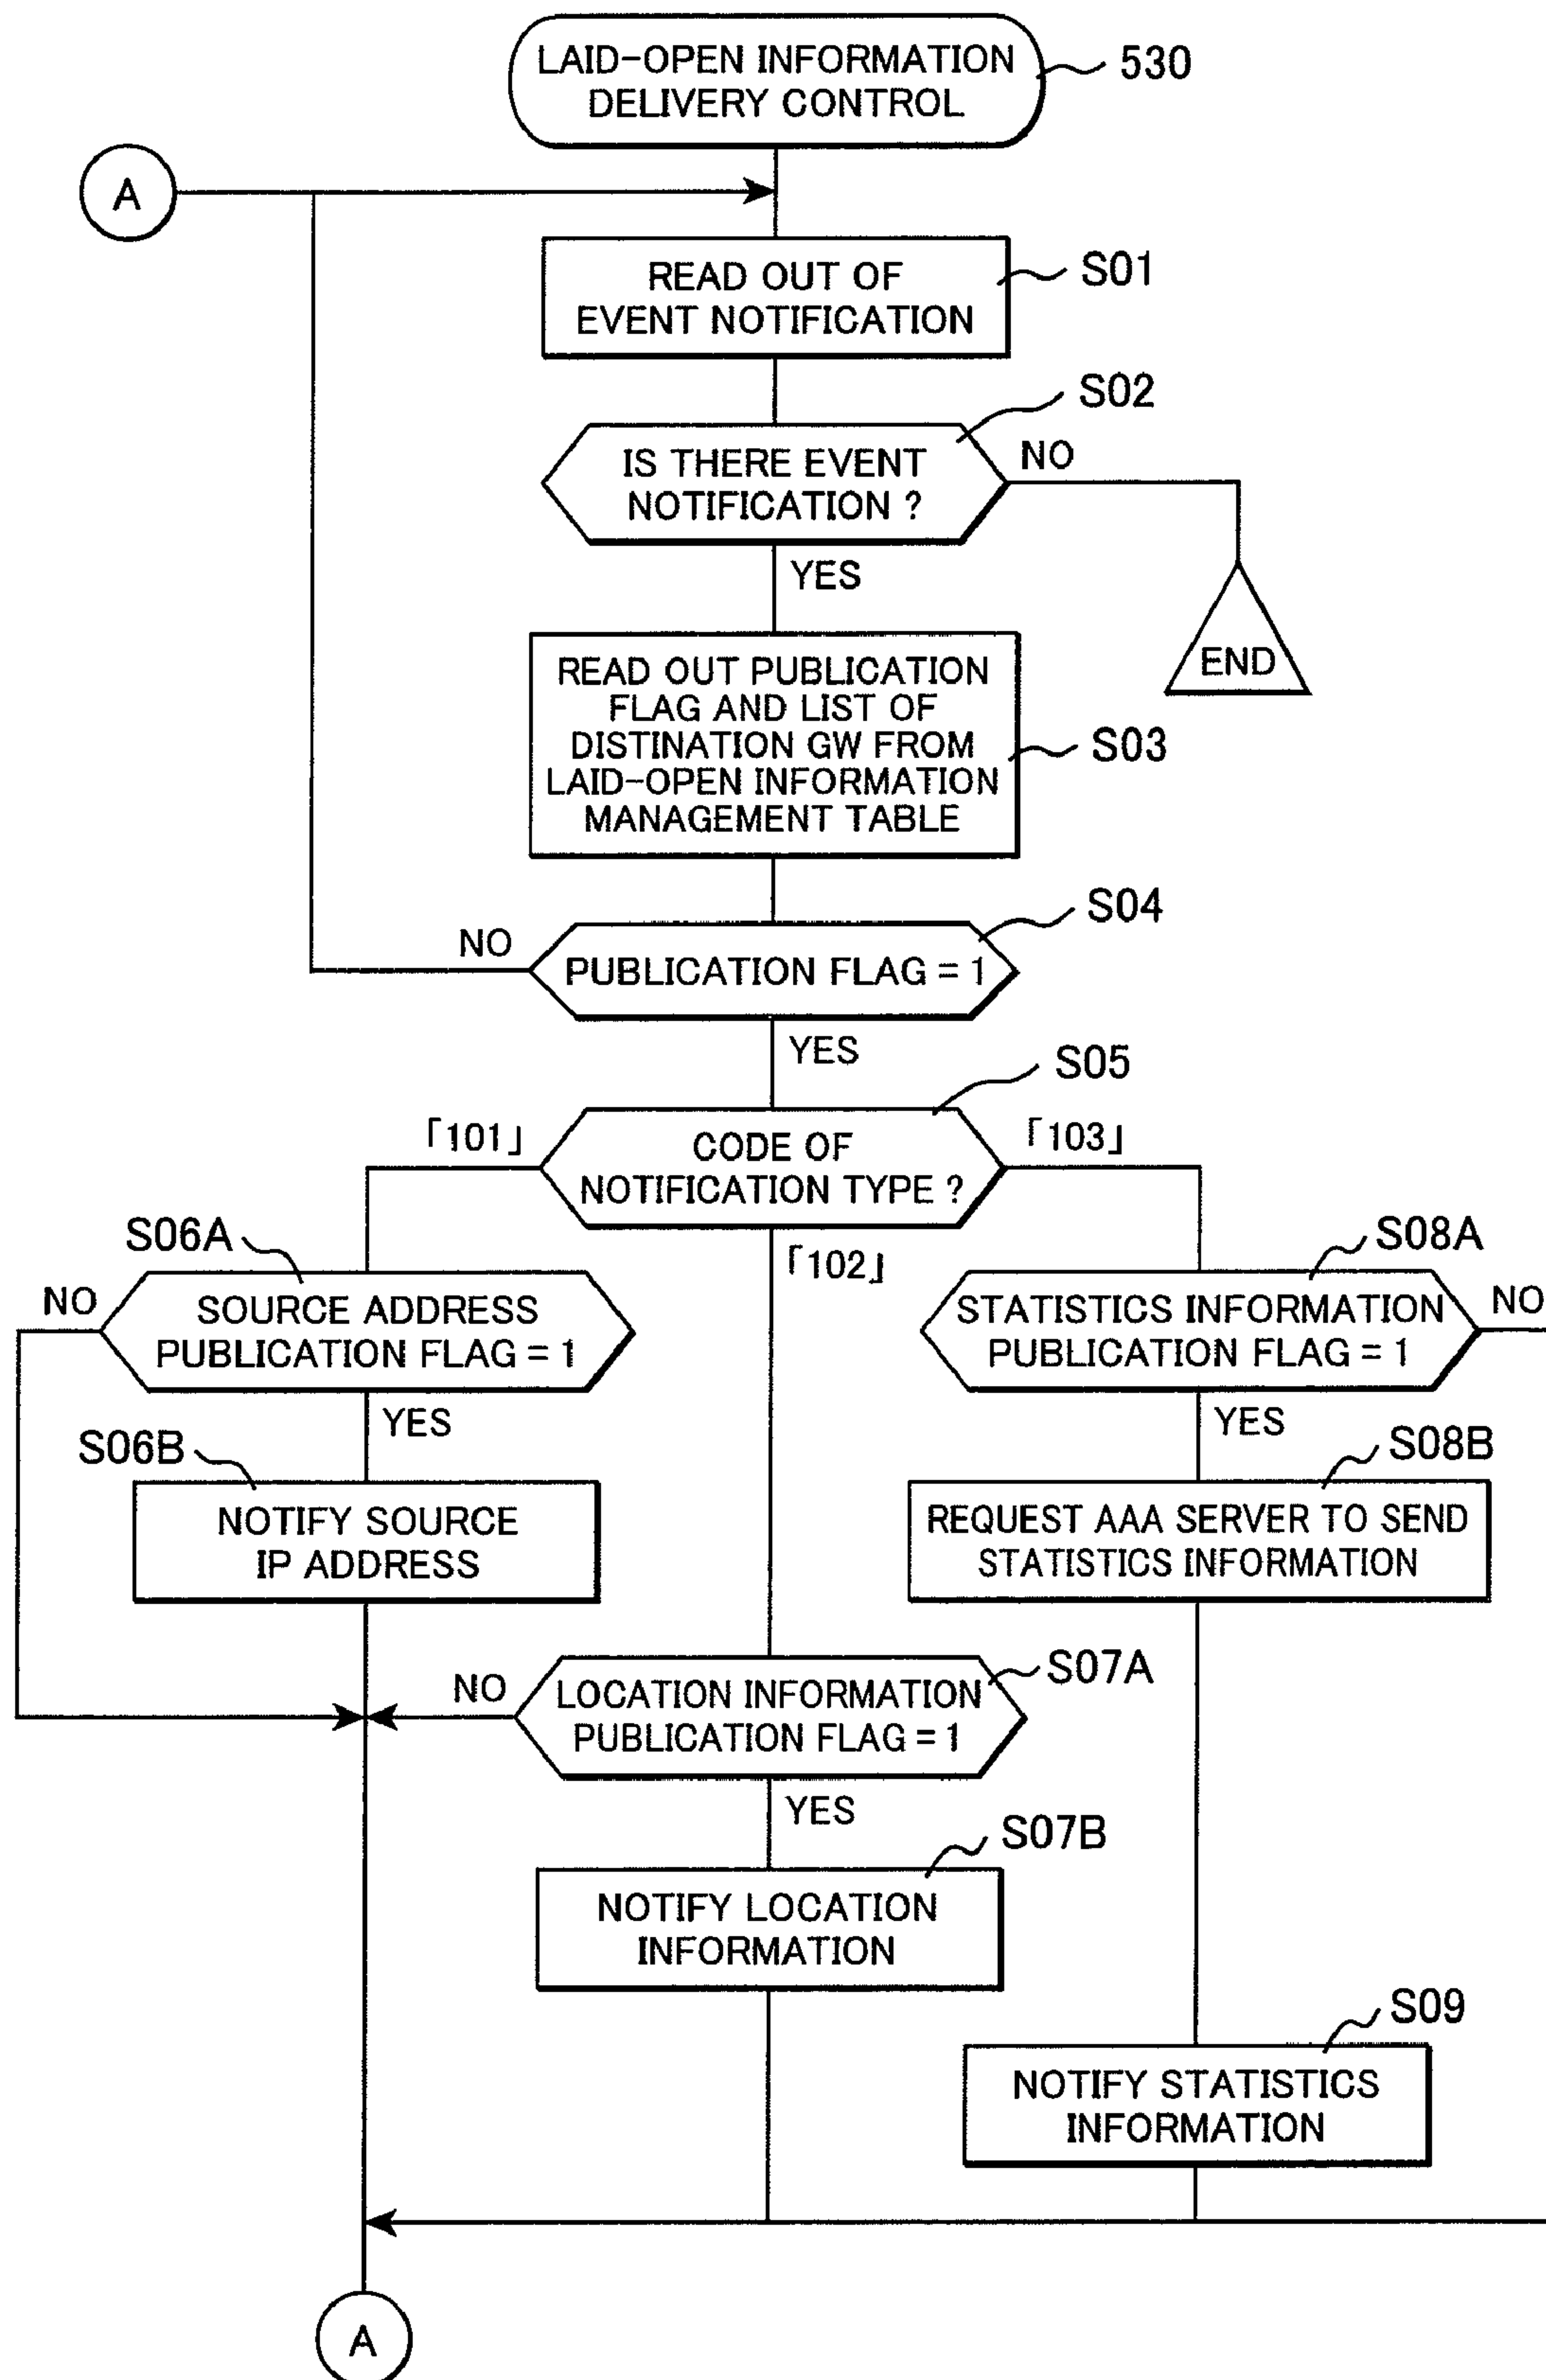 LAID-OPEN INFORMATION
DELIVERY CONTROL
530
A
READ OUT OF
EVENT NOTIFICATION
S01
S02
IS THERE EVENT
NOTIFICATION ?
NO
YES
END
READ OUT PUBLICATION
FLAG AND LIST OF
DISTINATION GW FROM
LAID-OPEN INFORMATION
MANAGEMENT TABLE
S03
S04
NO
PUBLICATION FLAG = 1
YES
S05
「101」
CODE OF
NOTIFICATION TYPE ?
「103」
「102」
S06A
NO
SOURCE ADDRESS
PUBLICATION FLAG = 1
YES
S08A
STATISTICS INFORMATION
PUBLICATION FLAG = 1
NO
YES
S06B
NOTIFY SOURCE
IP ADDRESS
S08B
REQUEST AAA SERVER TO SEND
STATISTICS INFORMATION
S07A
NO
LOCATION INFORMATION
PUBLICATION FLAG = 1
YES
S07B
NOTIFY LOCATION
INFORMATION
S09
NOTIFY STATISTICS
INFORMATION
A